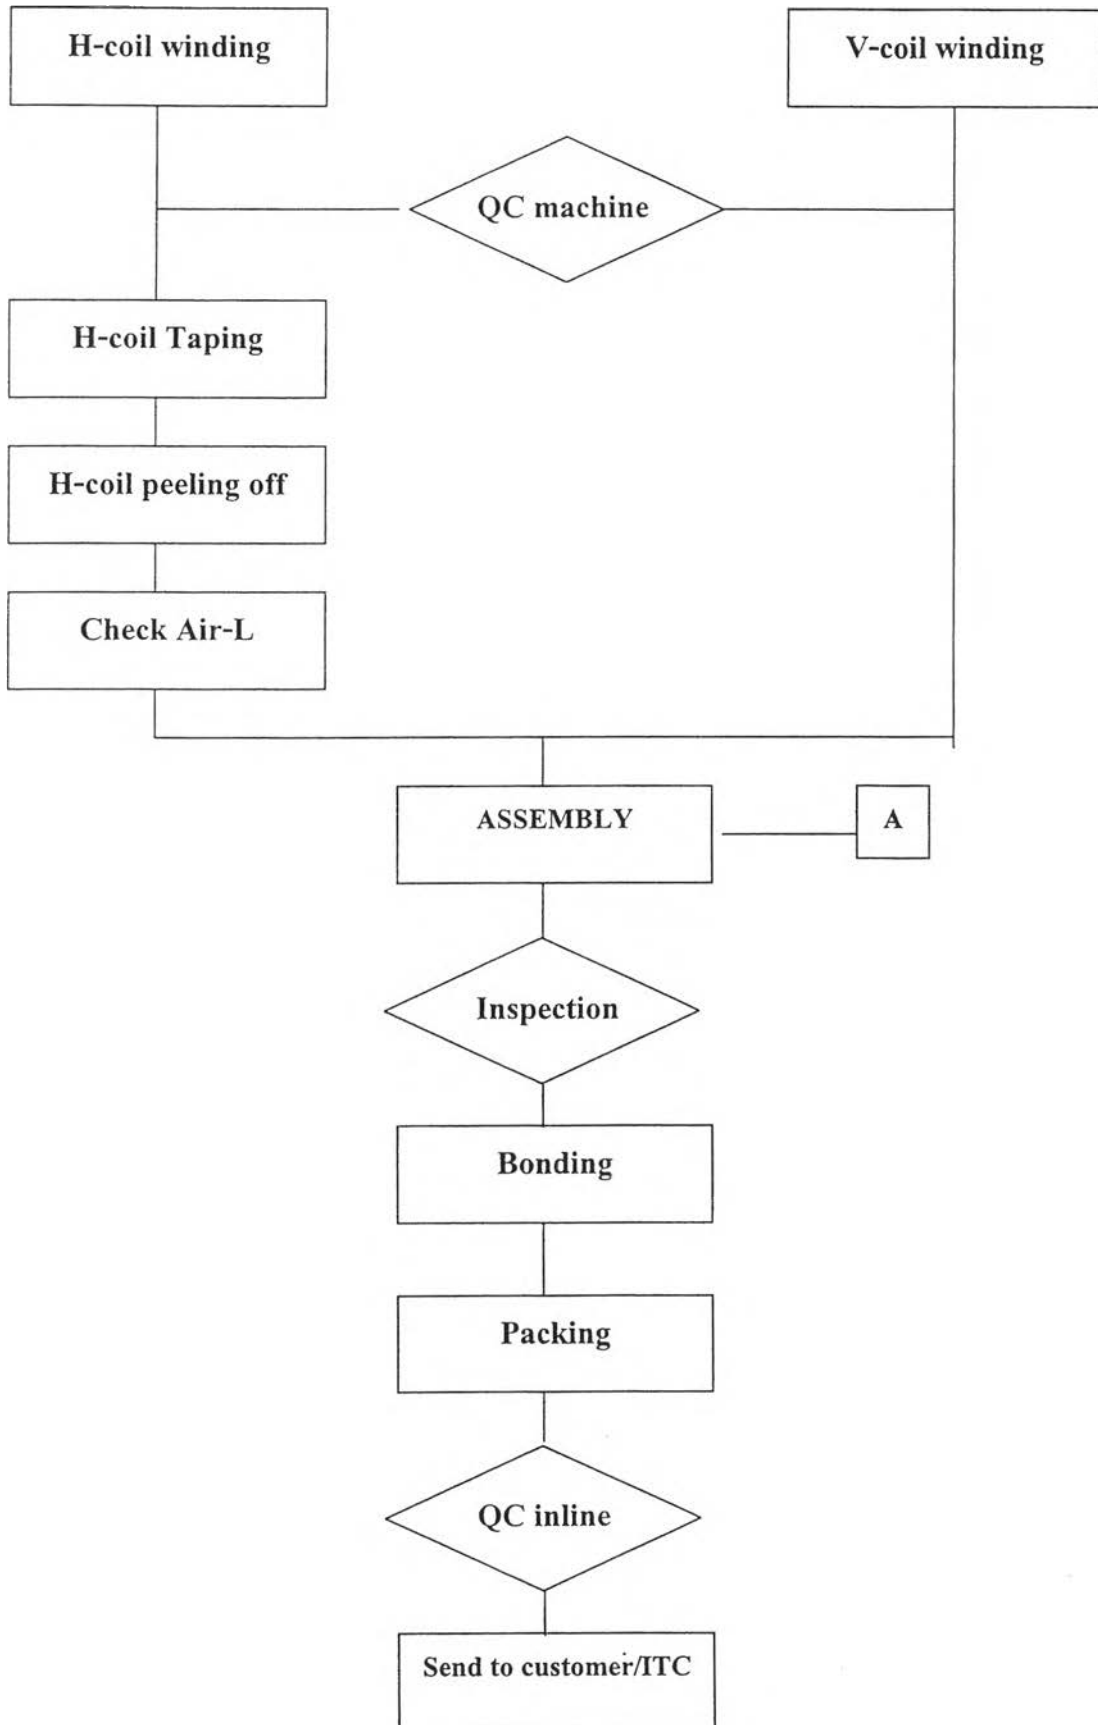 H-coil winding
V-coil winding
QC machine
H-coil Taping
H-coil peeling off
Check Air-L
ASSEMBLY
A
Inspection
Bonding
Packing
QC inline
Send to customer/ITC